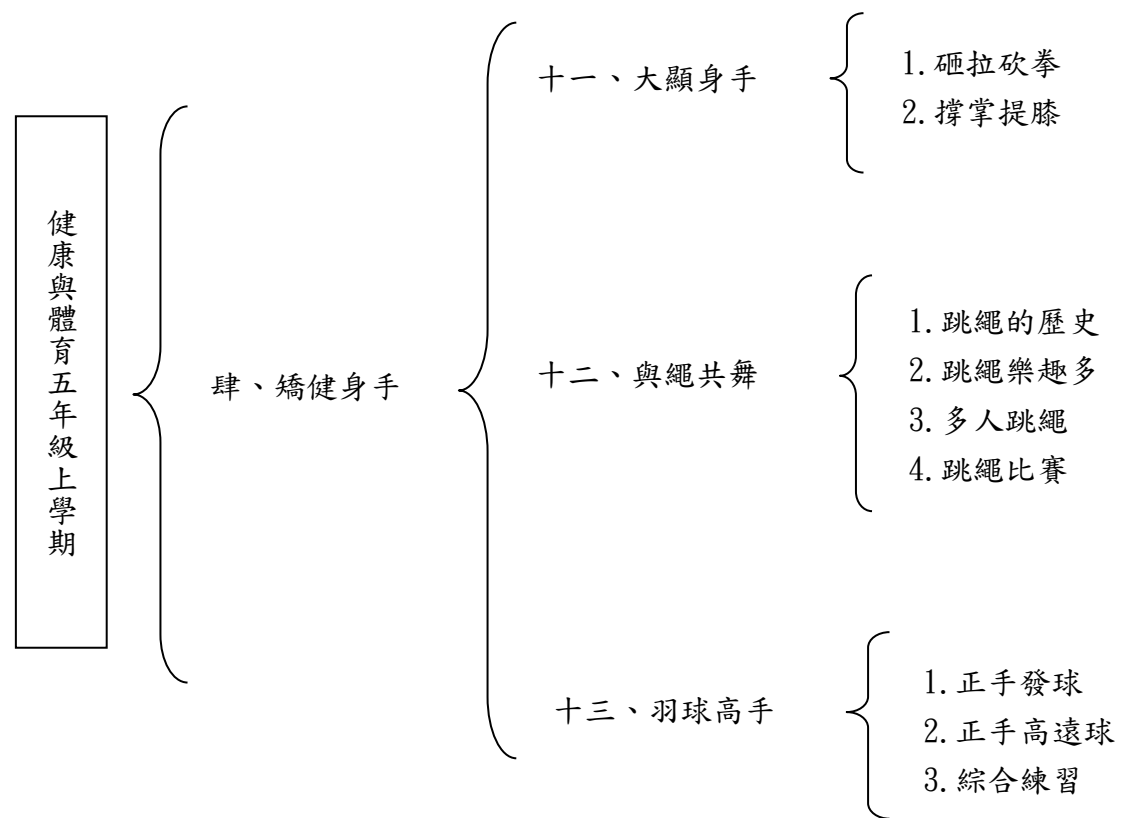 健康與體育五年級上學期
肆、矯健身手
十一、大顯身手
1.砸拉砍拳
2.撐掌提膝
十二、與繩共舞
1.跳繩的歷史
2.跳繩樂趣多
3.多人跳繩
4.跳繩比賽
十三、羽球高手
1.正手發球
2.正手高遠球
3.綜合練習